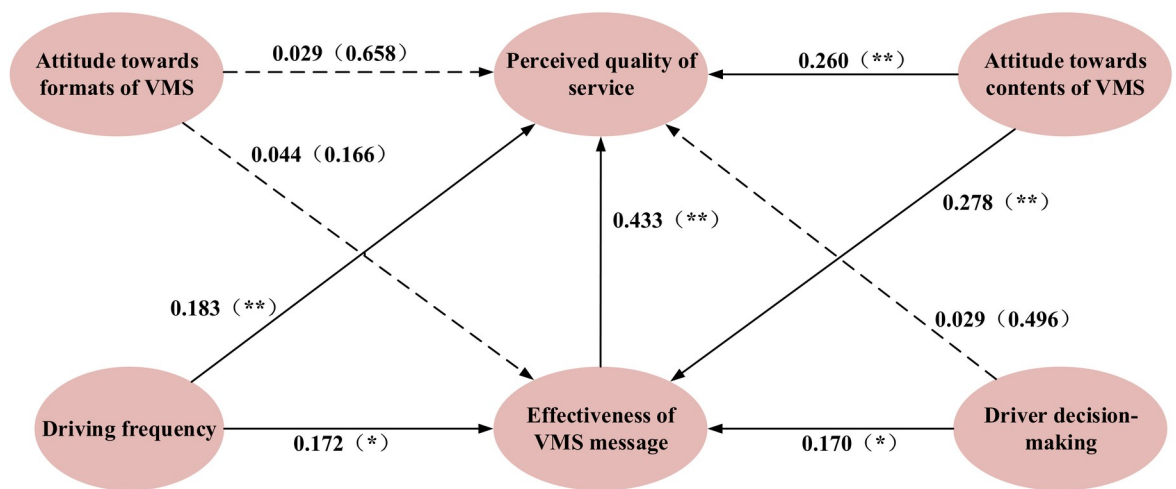 Attitude towards
formats of VMS
0.029（0.658）
Perceived quality of
service
0.260（**）
Attitude towards
contents of VMS
0.044（0.166）
0.433（**）
0.278（**）
0.183（**）
0.029（0.496）
Driving frequency
0.172（*）
Effectiveness of
VMS message
0.170（*）
Driver decision-
making